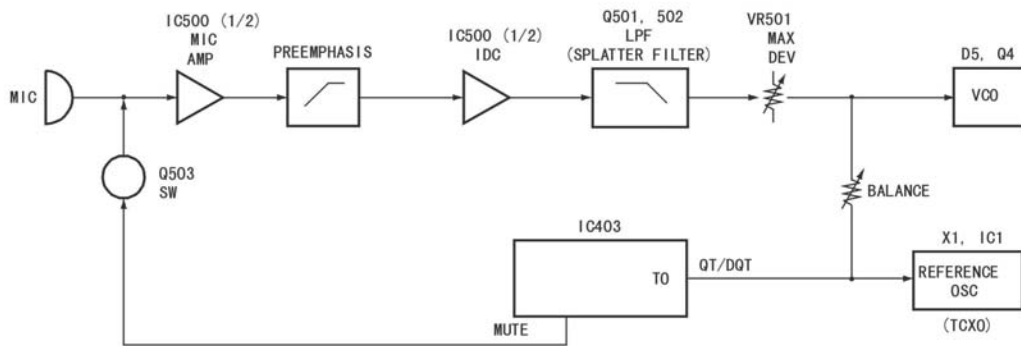 IC500 (1/2)
MIC
AMP
PREEMPHASIS
IC500 (1/2)
IDC
Q501, 502
LPF
(SPLATTER FILTER)
VR501
MAX
DEV
D5, Q4
MIC
VCO
Q503
SW
BALANCE
IC403
X1, IC1
TO
QT/DQT
REFERENCE
OSC
MUTE
(TCXO)